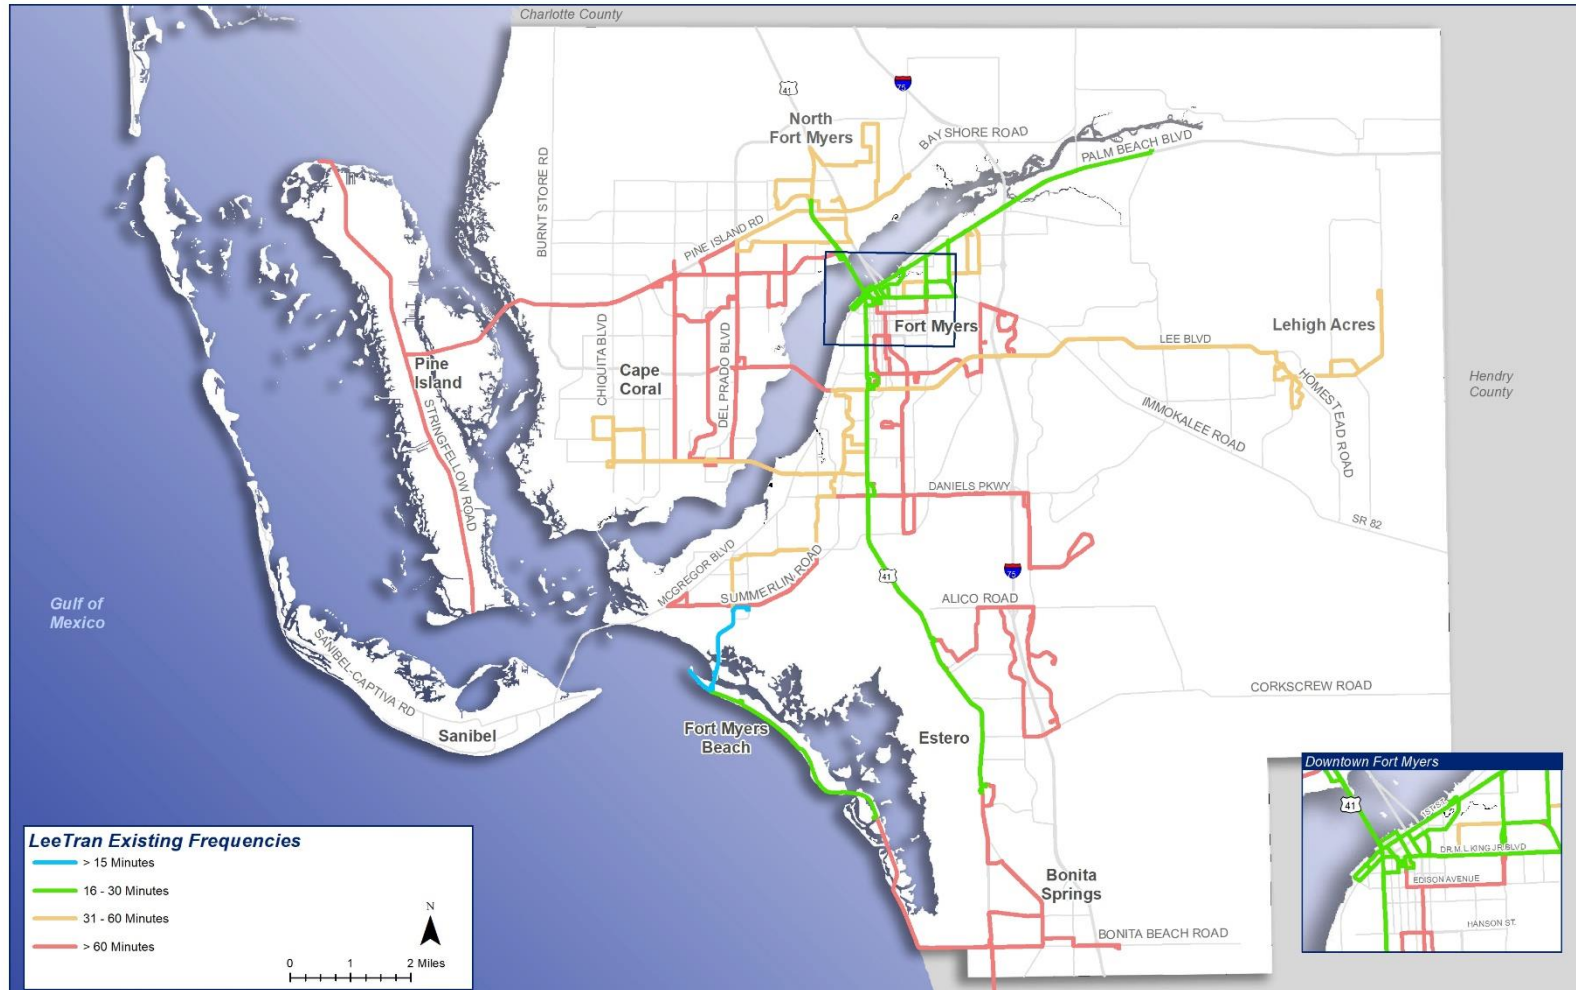 Charlotte County
41
75
North
Fort Myers
BAY SHORE ROAD
PALM BEACH BLVD
BURNT STORE RD
PINE ISLAND RD
Fort Myers
LEE BLVD
Lehigh Acres
Pine
Island
CHIQUITA BLVD
Cape
Coral
DEL PRADO BLVD
Hendry
County
HOMESTEAD ROAD
IMMOKALEE ROAD
STRINGFELLOW ROAD
DANIELS PKWY
SR 82
MCGREGOR BLVD
SUMMERLIN ROAD
41
75
ALICO ROAD
Gulf of
Mexico
SANIBEL-CAPTIVA RD
CORKSCREW ROAD
Sanibel
Fort Myers
Beach
Estero
Bonita
Springs
BONITA BEACH ROAD
Downtown Fort Myers
41
1ST ST
DR M L KING JR BLVD
EDISON AVENUE
HANSON ST.
LeeTran Existing Frequencies
> 15 Minutes
16 - 30 Minutes
31 - 60 Minutes
> 60 Minutes
N
0 1 2 Miles